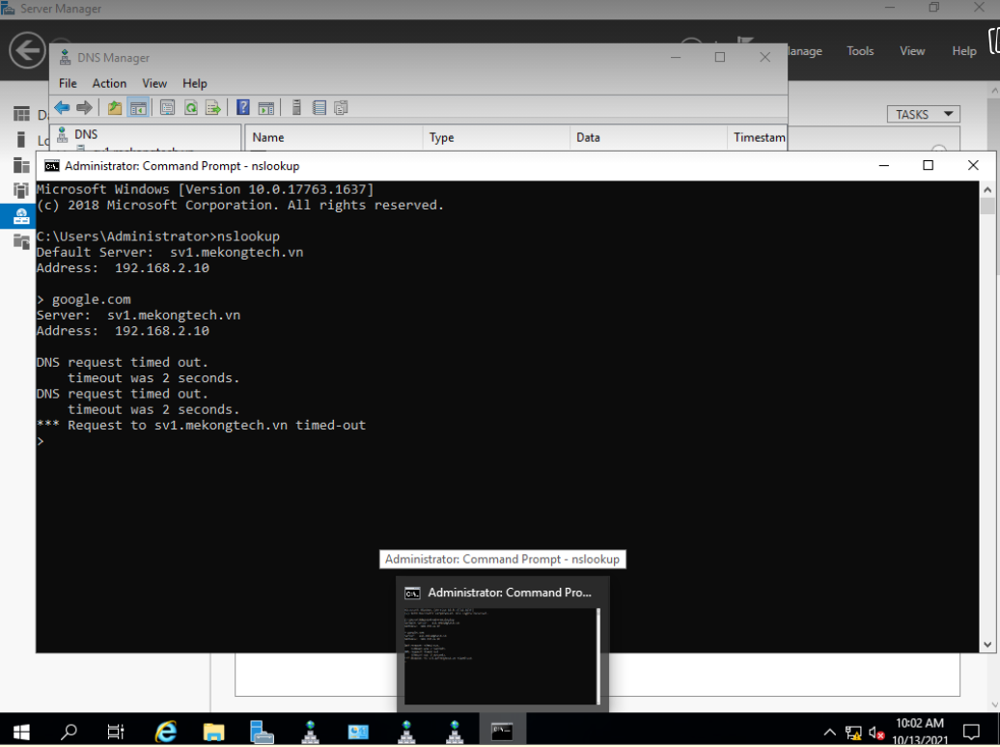 Server Manager
Manage Tools View Help
DNS Manager
File Action View Help
TASKS
DNS
Name Type Data Timestam
Administrator: Command Prompt - nslookup
Microsoft Windows [Version 10.0.17763.1637]
(c) 2018 Microsoft Corporation. All rights reserved.
C:\Users\Administrator>nslookup
Default Server:  sv1.mekongtech.vn
Address:  192.168.2.10
> google.com
Server:  sv1.mekongtech.vn
Address:  192.168.2.10
DNS request timed out.
    timeout was 2 seconds.
DNS request timed out.
    timeout was 2 seconds.
*** Request to sv1.mekongtech.vn timed-out
>
Administrator: Command Prompt - nslookup
Administrator: Command Pro...
10:02 AM
10/13/2021